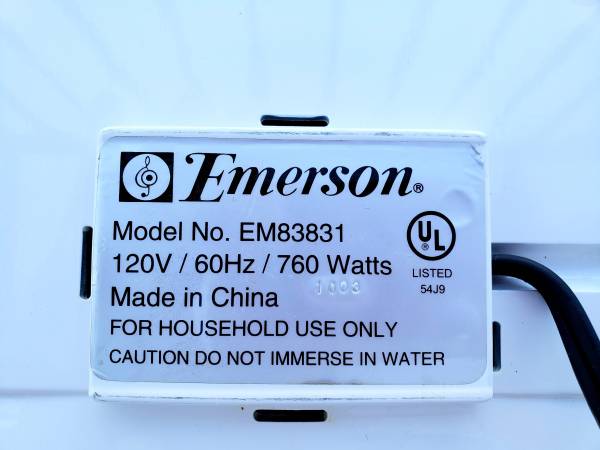 Emerson®
Model No. EM83831
120V / 60Hz / 760 Watts
Made in China
1003
FOR HOUSEHOLD USE ONLY
CAUTION DO NOT IMMERSE IN WATER
UL®
LISTED
54J9